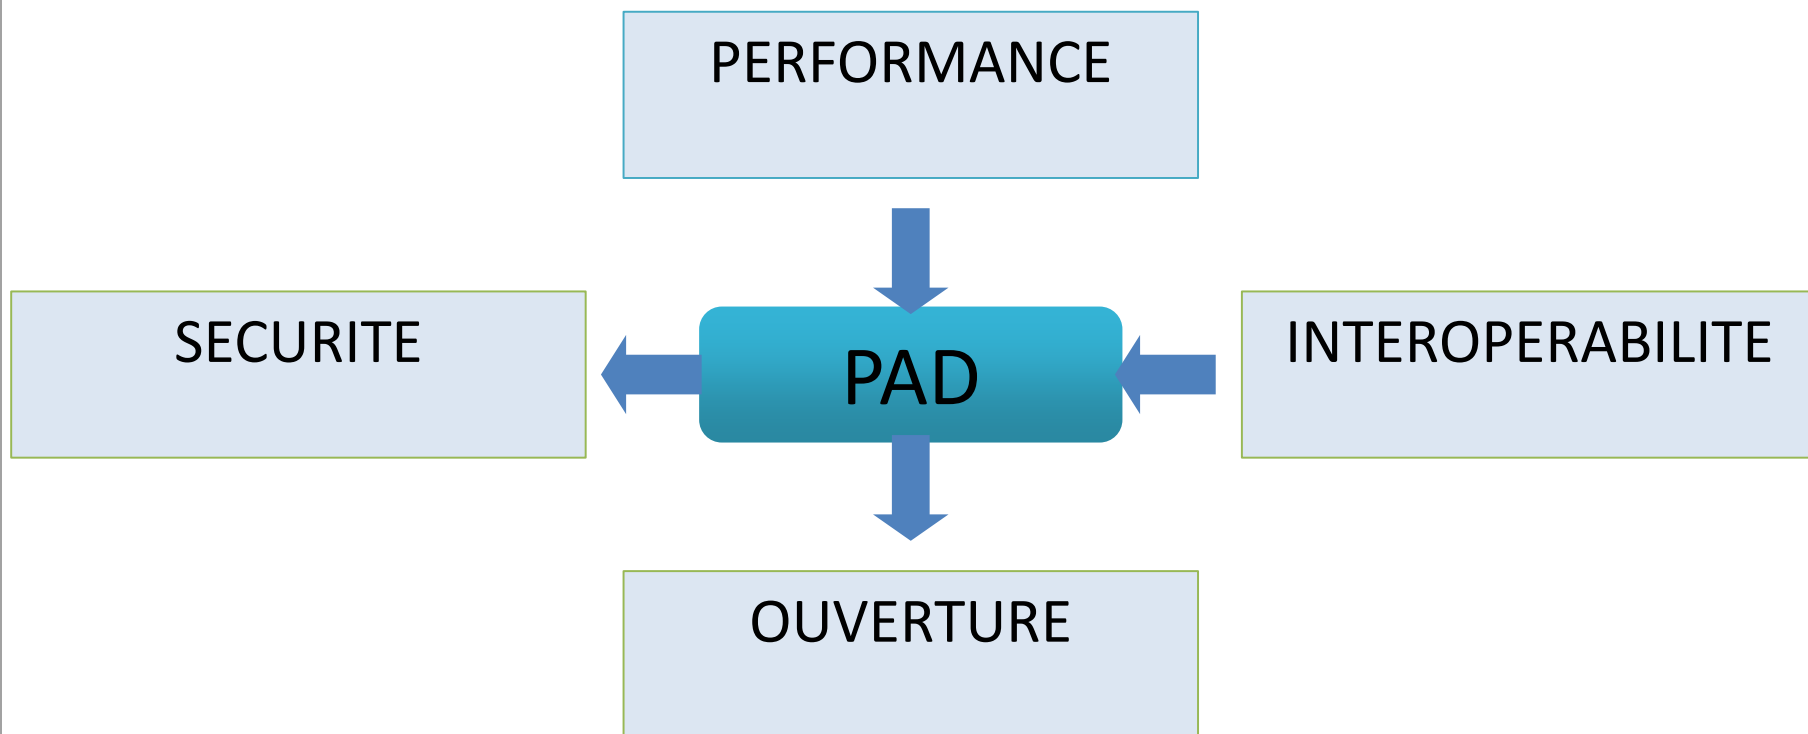 PERFORMANCE
SECURITE
PAD
INTEROPERABILITE
OUVERTURE